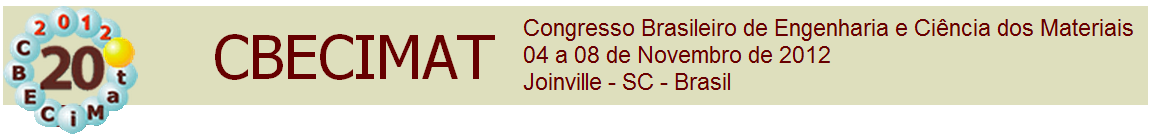 2012
CBECiMat
20
CBECIMAT
Congresso Brasileiro de Engenharia e Ciência dos Materiais
04 a 08 de Novembro de 2012
Joinville - SC - Brasil